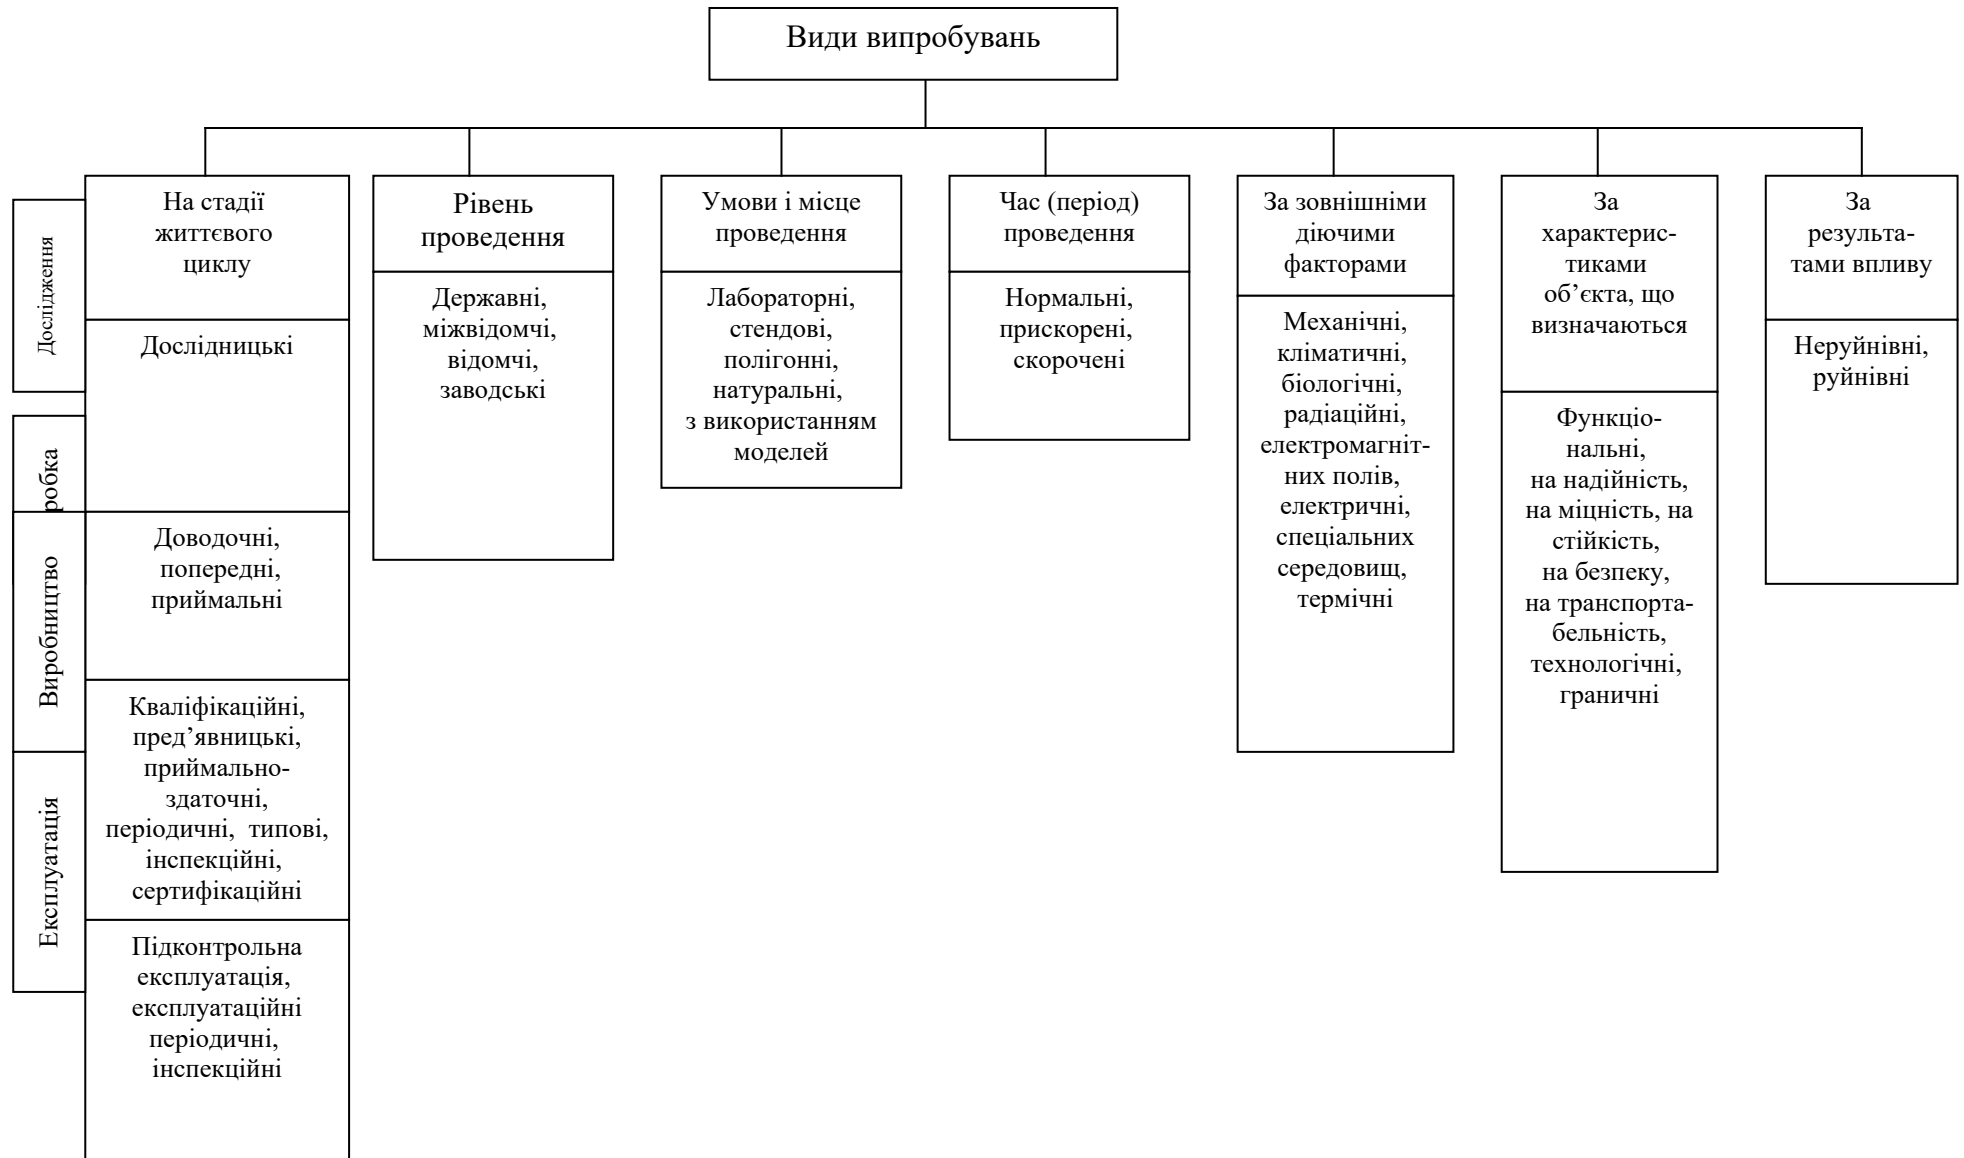 Види випробувань
Дослідження
робка
Виробництво
Експлуатація
На стадії
життєвого
циклу
Дослідницькі
Доводочні,
попередні,
приймальні
Кваліфікаційні,
пред’явницькі,
приймально-
здаточні,
періодичні, типові,
інспекційні,
сертифікаційні
Підконтрольна
експлуатація,
експлуатаційні
періодичні,
інспекційні
Рівень
проведення
Державні,
міжвідомчі,
відомчі,
заводські
Умови і місце
проведення
Лабораторні,
стендові,
полігонні,
натуральні,
з використанням
моделей
Час (період)
проведення
Нормальні,
прискорені,
скорочені
За зовнішніми
діючими
факторами
Механічні,
кліматичні,
біологічні,
радіаційні,
електромагніт-
них полів,
електричні,
спеціальних
середовищ,
термічні
За
характерис-
тиками
об’єкта, що
визначаються
Функціо-
нальні,
на надійність,
на міцність, на
стійкість,
на безпеку,
на транспорта-
бельність,
технологічні,
граничні
За
результа-
тами впливу
Неруйнівні,
руйнівні